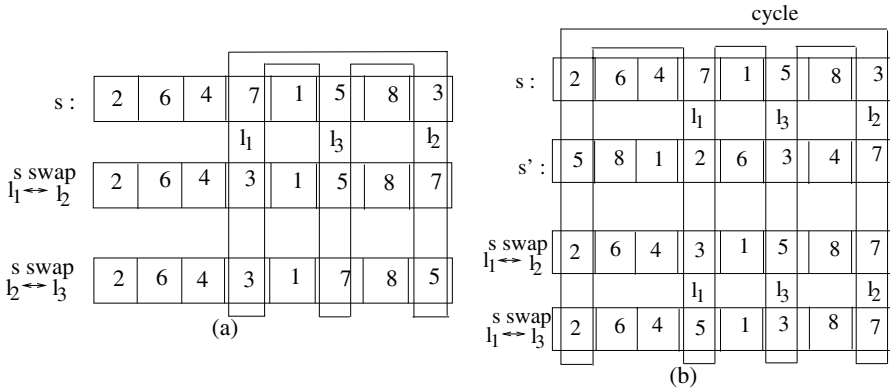 s : 2 6 4 7 1 5 8 3
l1 l3 l2
s swap
l1 ↔ l2
2 6 4 3 1 5 8 7
s swap
l2 ↔ l3
2 6 4 3 1 7 8 5
(a)
cycle
s : 2 6 4 7 1 5 8 3
l1 l3 l2
s' : 5 8 1 2 6 3 4 7
s swap
l1 ↔ l2
2 6 4 3 1 5 8 7
l1 l3 l2
s swap
l1 ↔ l3
2 6 4 5 1 3 8 7
(b)